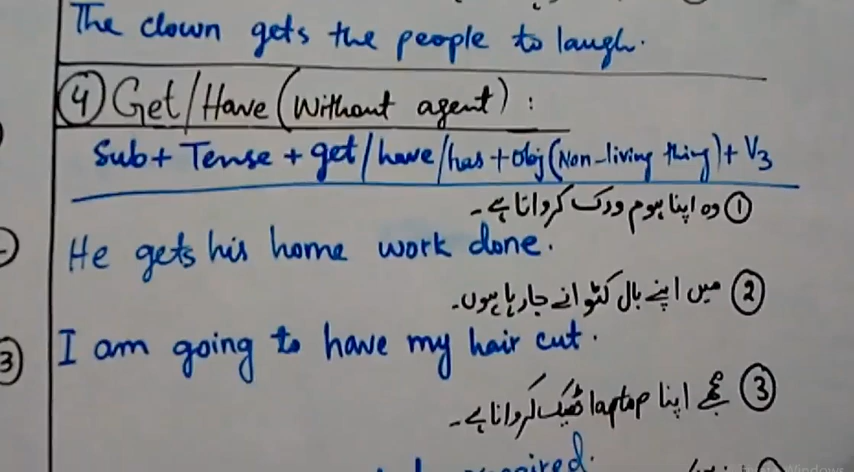 The clown gets the people to laugh.
④ Get/Have (Without agent) :
Sub + Tense + get/have/has + Obj (Non-living thing) + V3
① وہ اپنا ہوم ورک کرواتا ہے۔
He gets his home work done.
② میں اپنے بال کٹوانے جا رہا ہوں۔
③ I am going to have my hair cut.
③ مجھے اپنا laptop ٹھیک کروانا ہے۔